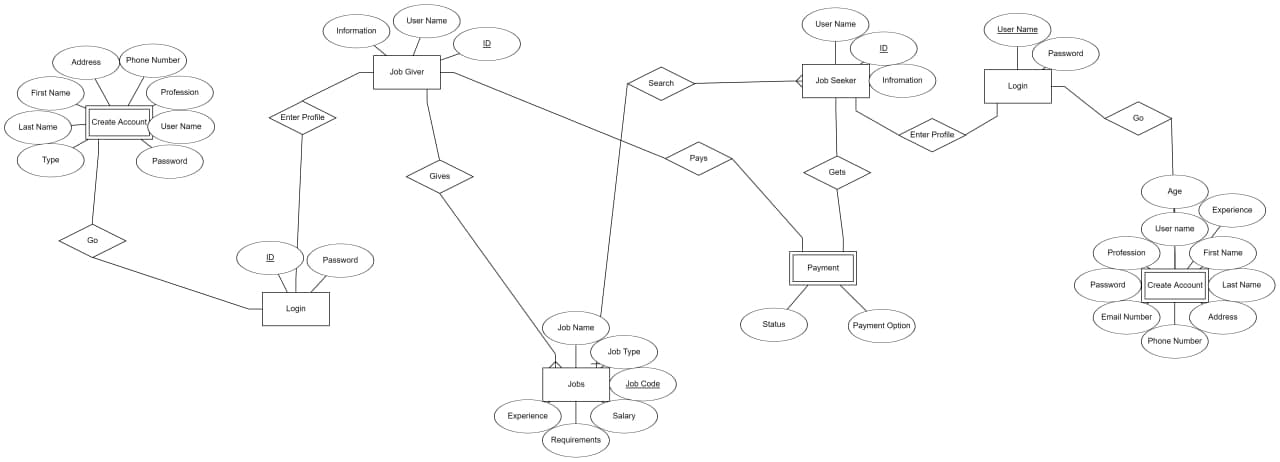 Information
User Name
ID
Job Giver
Address
Phone Number
First Name
Profession
Create Account
Last Name
User Name
Type
Password
Enter Profile
Gives
Go
ID
Password
Login
Search
Pays
User Name
ID
Job Seeker
Infromation
User Name
Password
Login
Enter Profile
Go
Gets
Payment
Status
Payment Option
Job Name
Job Type
Jobs
Job Code
Experience
Salary
Requirements
Age
Experience
User name
Profession
First Name
Password
Create Account
Last Name
Email Number
Address
Phone Number